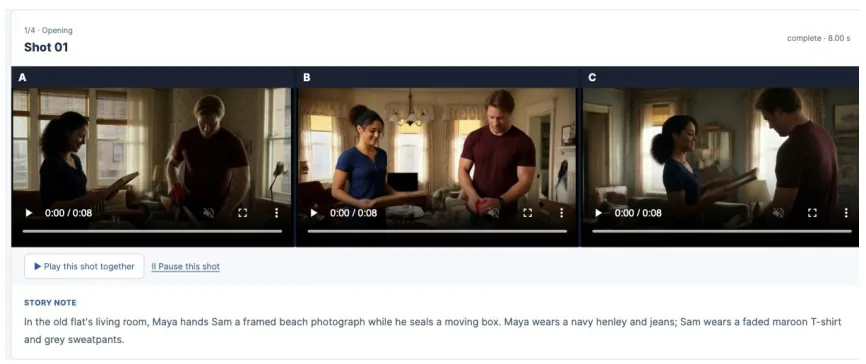 1/4 · Opening
Shot 01
complete · 8.00 s
A
B
C
0:00 / 0:08
0:00 / 0:08
0:00 / 0:08
▶ Play this shot together
II Pause this shot
STORY NOTE
In the old flat's living room, Maya hands Sam a framed beach photograph while he seals a moving box. Maya wears a navy henley and jeans; Sam wears a faded maroon T-shirt
and grey sweatpants.